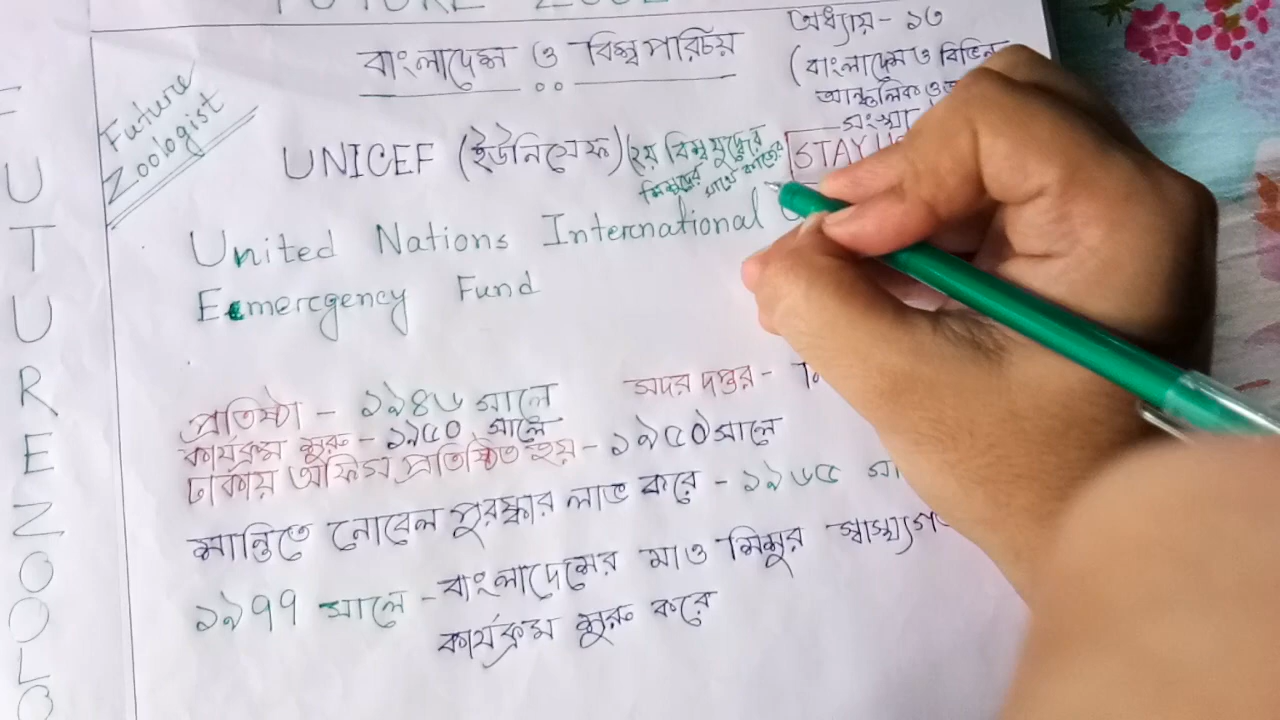 বাংলাদেশ ও বিশ্বপরিচয়
অধ্যায় - ১৩
(বাংলাদেশ ও বিভিন্ন
আঞ্চলিক ও
সংস্থা
Future
Zoologist
UNICEF (ইউনিসেফ) (২য় বিশ্ব যুদ্ধের
শিশুদের
STAY
United Nations International
Emergency Fund
প্রতিষ্ঠা - ১৯৪৬ সালে
সদর দপ্তর -
কার্যক্রম শুরু - ১৯৫০ সালে
ঢাকায় অফিস প্রতিষ্ঠিত হয় - ১৯৫০ সালে
শান্তিতে নোবেল পুরস্কার লাভ করে - ১৯৬৫
১৯৭৭ সালে - বাংলাদেশের মা ও শিশুর স্বাস্থ্যগত
কার্যক্রম শুরু করে
FUTURE ZOOLO